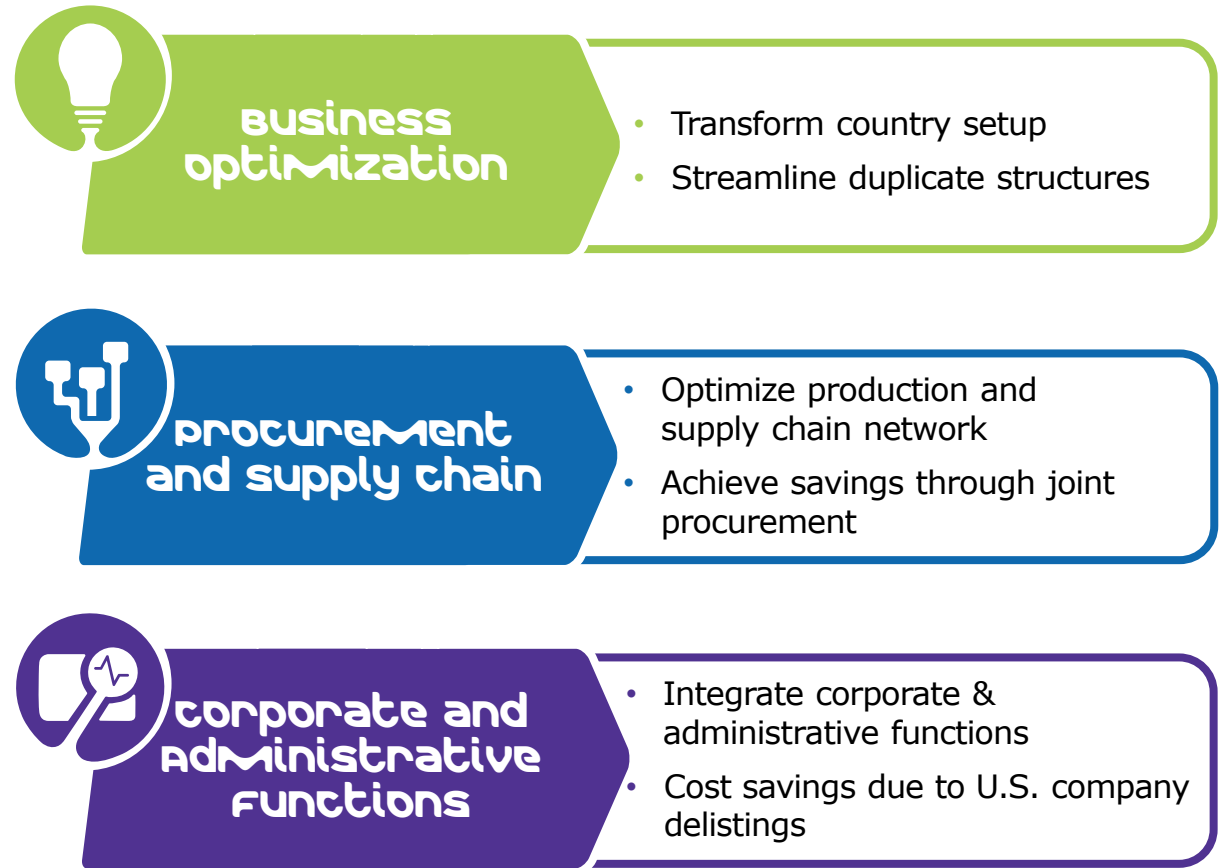 Business
optimization
• Transform country setup
• Streamline duplicate structures
Procurement
and supply chain
• Optimize production and
supply chain network
• Achieve savings through joint
procurement
Corporate and
Administrative
Functions
• Integrate corporate &
administrative functions
• Cost savings due to U.S. company
delistings